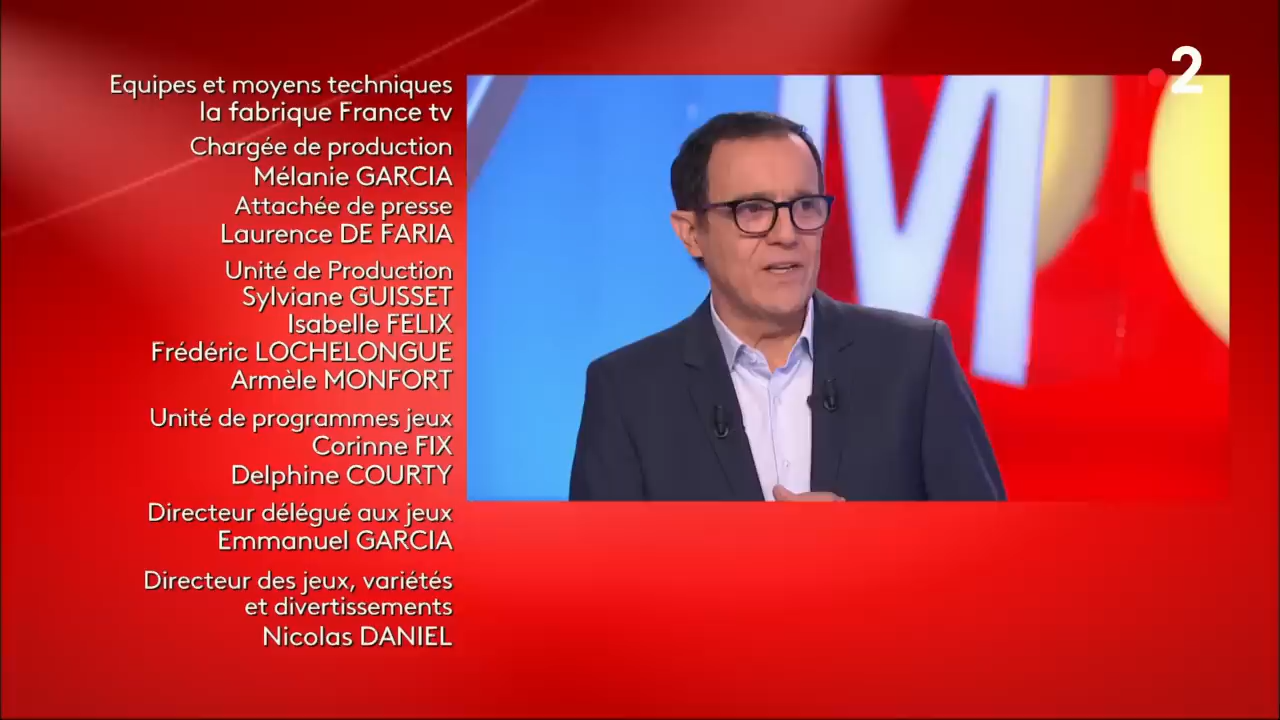 Equipes et moyens techniques
la fabrique France tv
Chargée de production
Mélanie GARCIA
Attachée de presse
Laurence DE FARIA
Unité de Production
Sylviane GUISSET
Isabelle FELIX
Frédéric LOCHELONGUE
Armèle MONFORT
Unité de programmes jeux
Corinne FIX
Delphine COURTY
Directeur délégué aux jeux
Emmanuel GARCIA
Directeur des jeux, variétés
et divertissements
Nicolas DANIEL
2
M